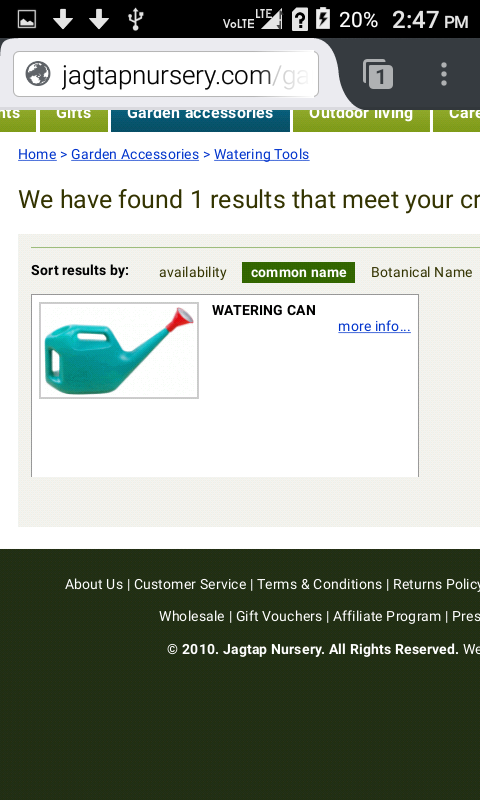 VoLTE LTE 20% 2:47 PM
jagtapnursery.com/ga
1
nts Gifts Garden accessories Outdoor living Care
Home > Garden Accessories > Watering Tools
We have found 1 results that meet your cr
Sort results by: availability common name Botanical Name
WATERING CAN
more info...
About Us | Customer Service | Terms & Conditions | Returns Policy
Wholesale | Gift Vouchers | Affiliate Program | Pres
© 2010. Jagtap Nursery. All Rights Reserved. We